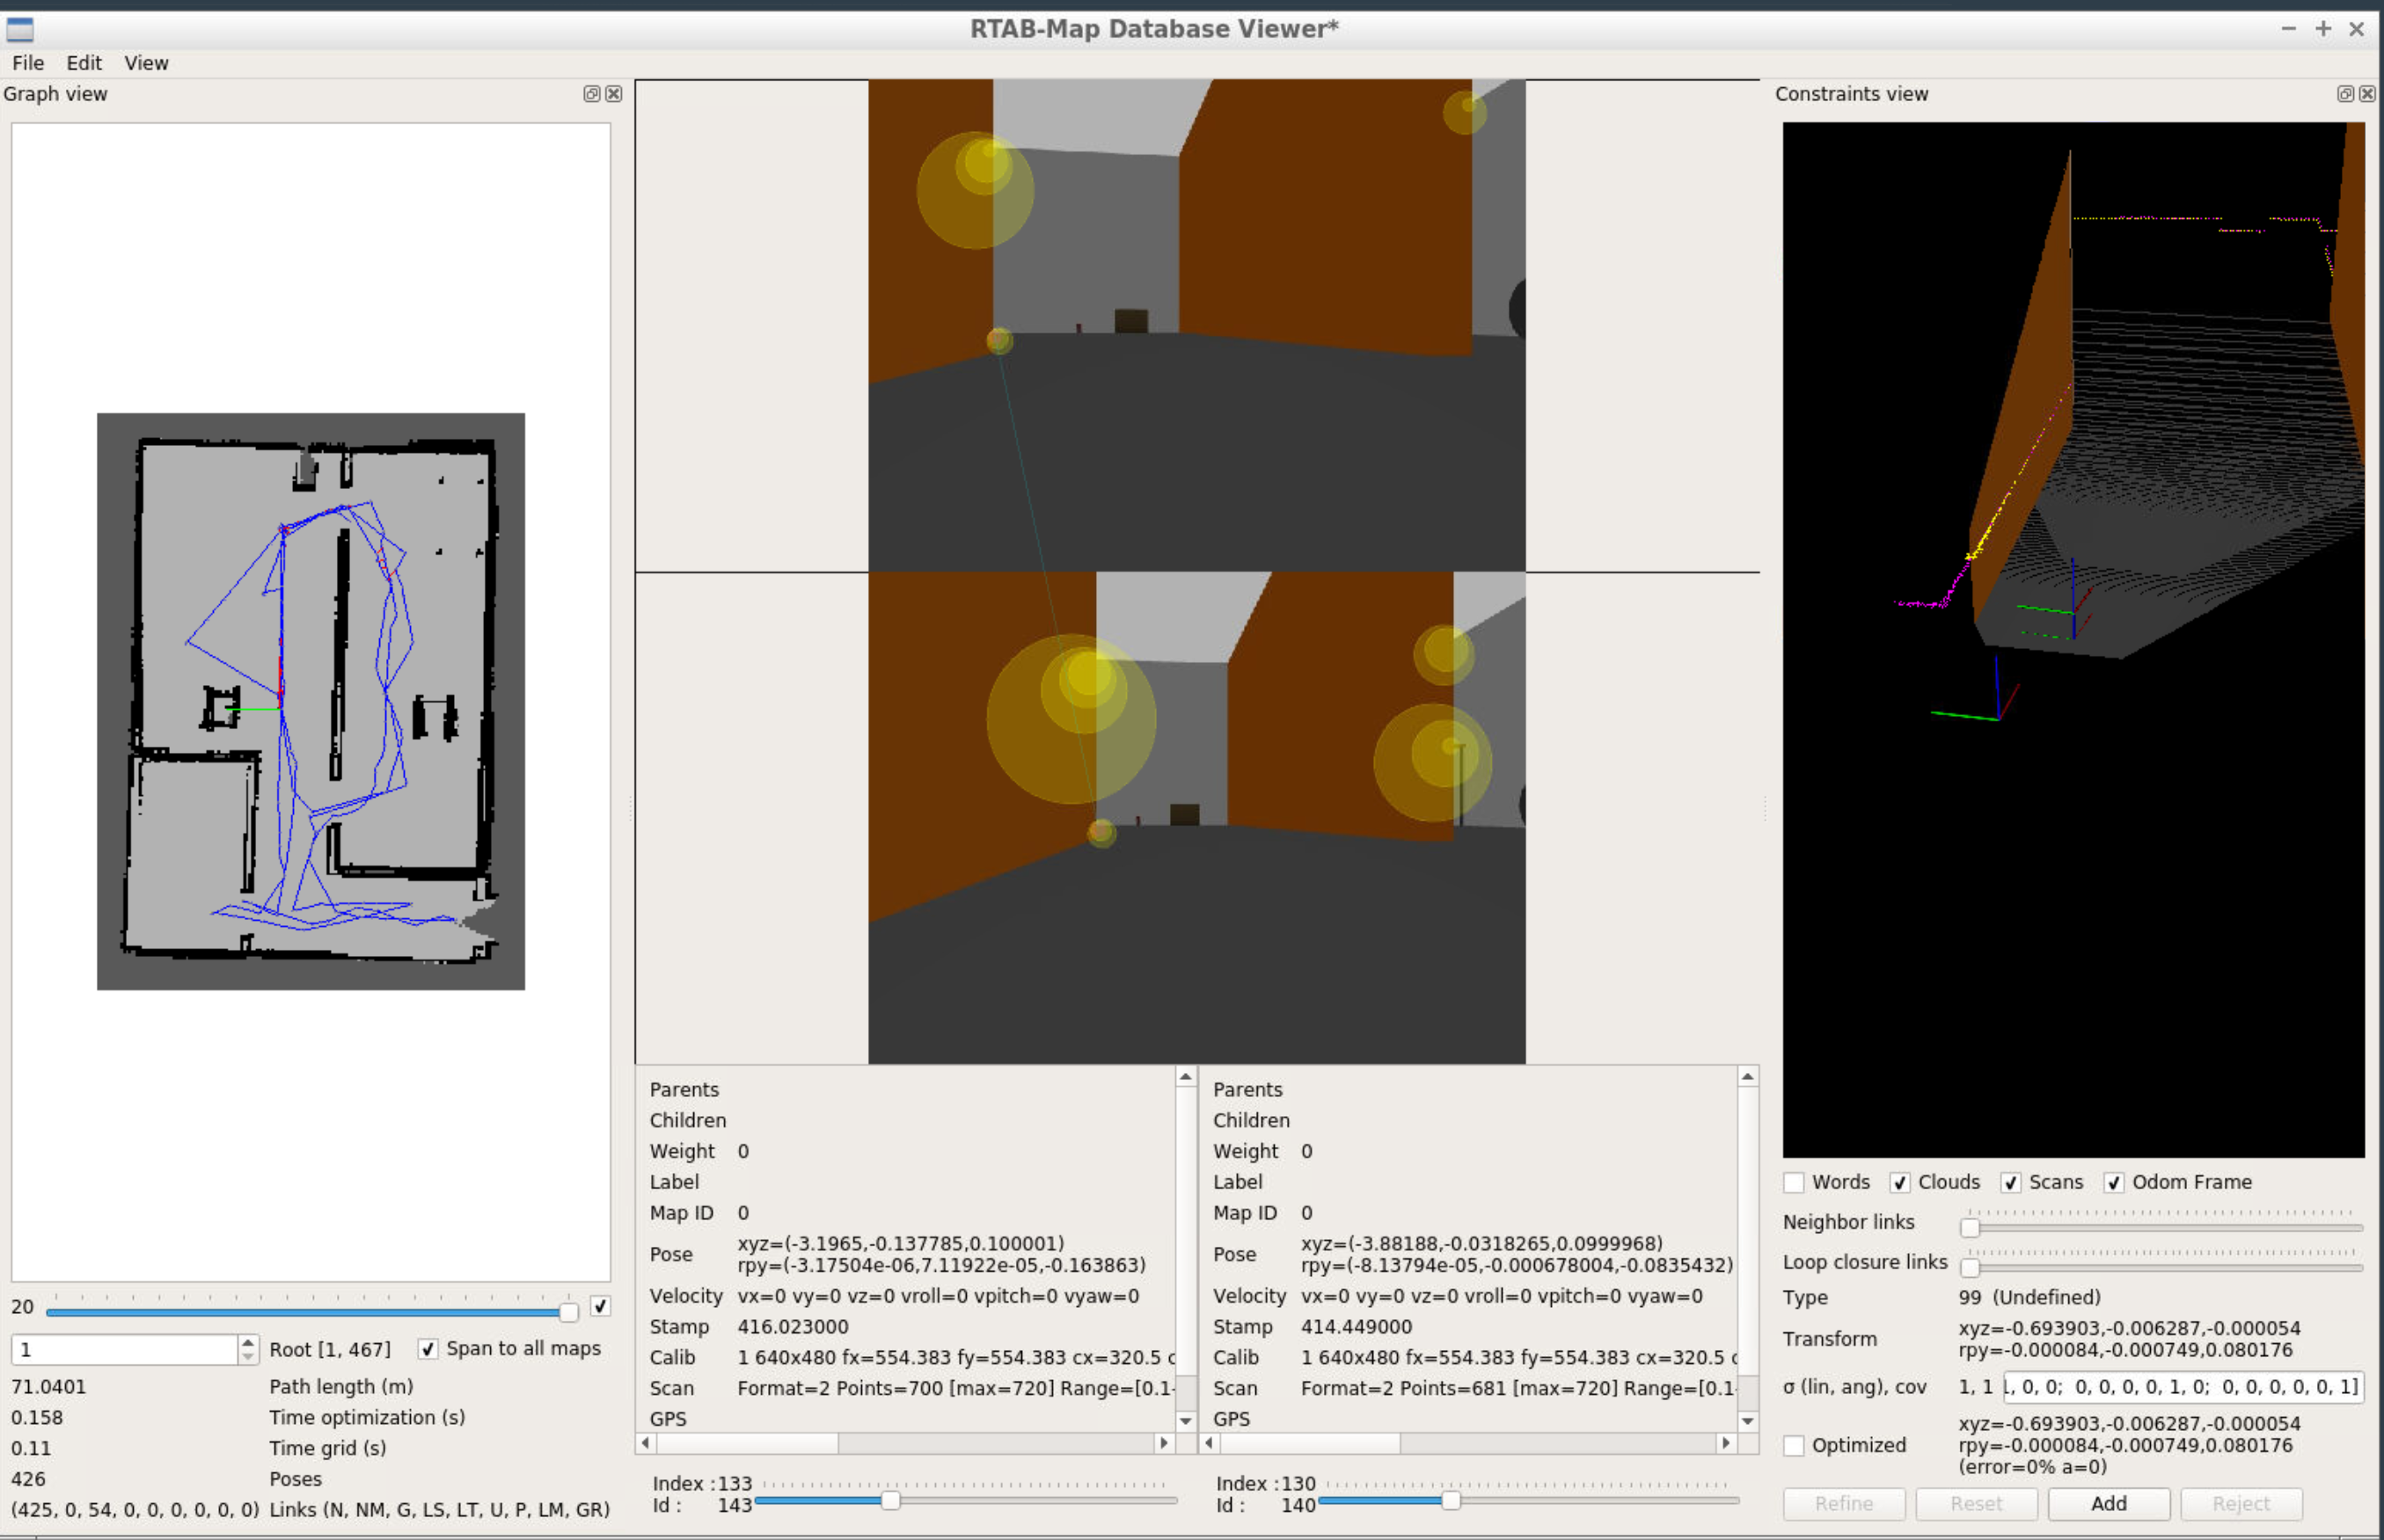 RTAB-Map Database Viewer*
File Edit View
Graph view
20
1 Root [1, 467] Span to all maps
71.0401 Path length (m)
0.158 Time optimization (s)
0.11 Time grid (s)
426 Poses
(425, 0, 54, 0, 0, 0, 0, 0, 0) Links (N, NM, G, LS, LT, U, P, LM, GR)
Parents
Children
Weight 0
Label
Map ID 0
Pose xyz=(-3.1965,-0.137785,0.100001)
rpy=(-3.17504e-06,7.11922e-05,-0.163863)
Velocity vx=0 vy=0 vz=0 vroll=0 vpitch=0 vyaw=0
Stamp 416.023000
Calib 1 640x480 fx=554.383 fy=554.383 cx=320.5 c
Scan Format=2 Points=700 [max=720] Range=[0.1-
GPS
Index : 133
Id : 143
Parents
Children
Weight 0
Label
Map ID 0
Pose xyz=(-3.88188,-0.0318265,0.0999968)
rpy=(-8.13794e-05,-0.000678004,-0.0835432)
Velocity vx=0 vy=0 vz=0 vroll=0 vpitch=0 vyaw=0
Stamp 414.449000
Calib 1 640x480 fx=554.383 fy=554.383 cx=320.5 c
Scan Format=2 Points=681 [max=720] Range=[0.1-
GPS
Index : 130
Id : 140
Constraints view
Words Clouds Scans Odom Frame
Neighbor links
Loop closure links
Type 99 (Undefined)
Transform xyz=-0.693903,-0.006287,-0.000054
rpy=-0.000084,-0.000749,0.080176
σ (lin, ang), cov 1, 1 , 0, 0; 0, 0, 0, 0, 1, 0; 0, 0, 0, 0, 0, 1]
Optimized xyz=-0.693903,-0.006287,-0.000054
rpy=-0.000084,-0.000749,0.080176
(error=0% a=0)
Refine Reset Add Reject